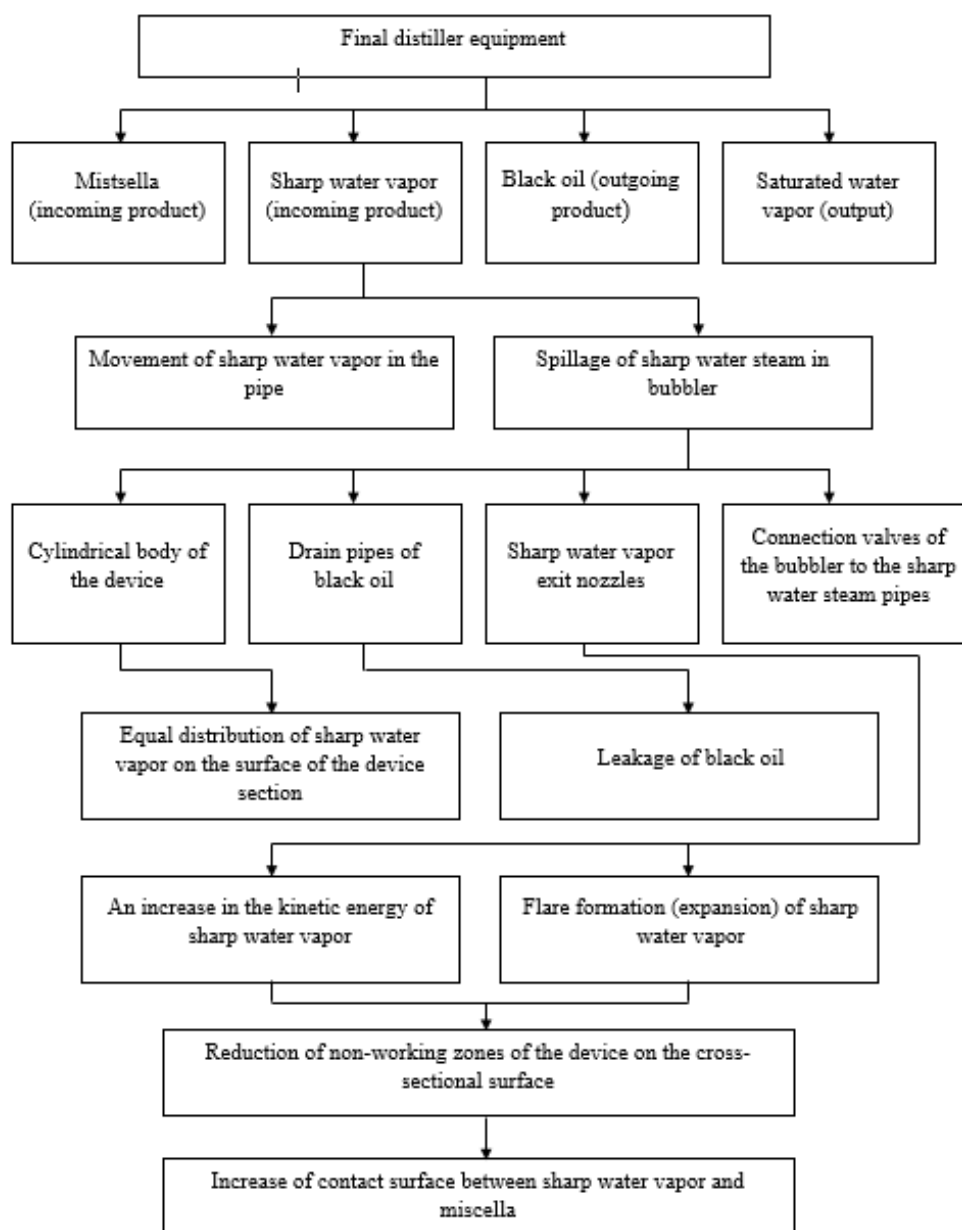 Final distiller equipment
Mistsella
(incoming product)
Sharp water vapor
(incoming product)
Black oil (outgoing
product)
Saturated water
vapor (output)
Movement of sharp water vapor in the
pipe
Spillage of sharp water steam in
bubbler
Cylindrical body of
the device
Drain pipes of
black oil
Sharp water vapor
exit nozzles
Connection valves of
the bubbler to the sharp
water steam pipes
Equal distribution of sharp water
vapor on the surface of the device
section
Leakage of black oil
An increase in the kinetic energy of
sharp water vapor
Flare formation (expansion) of sharp
water vapor
Reduction of non-working zones of the device on the cross-
sectional surface
Increase of contact surface between sharp water vapor and
miscella